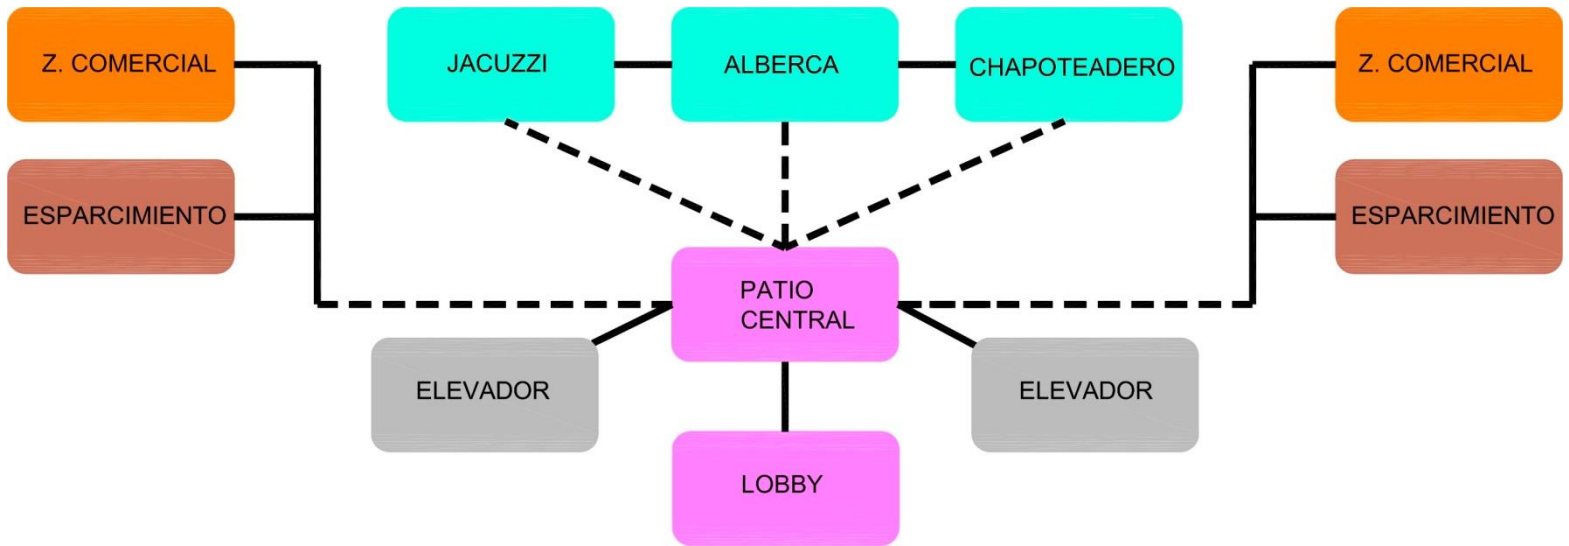 Z. COMERCIAL
JACUZZI
ALBERCA
CHAPOTEADERO
Z. COMERCIAL
ESPARCIMIENTO
ESPARCIMIENTO
PATIO
CENTRAL
ELEVADOR
ELEVADOR
LOBBY